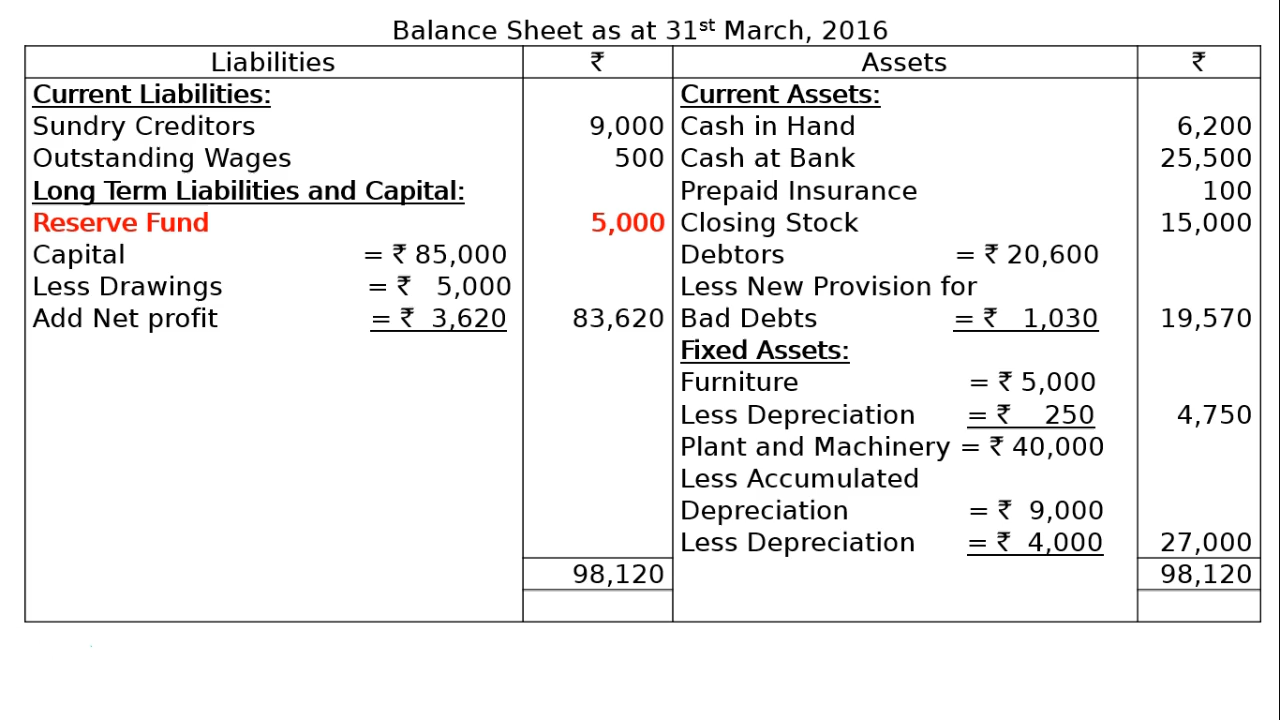 Balance Sheet as at 31st March, 2016
Liabilities ₹ Assets ₹
Current Liabilities: Current Assets:
Sundry Creditors 9,000 Cash in Hand 6,200
Outstanding Wages 500 Cash at Bank 25,500
Long Term Liabilities and Capital: Prepaid Insurance 100
Reserve Fund 5,000 Closing Stock 15,000
Capital = ₹ 85,000 Debtors = ₹ 20,600
Less Drawings = ₹ 5,000 Less New Provision for
Add Net profit = ₹ 3,620 83,620 Bad Debts = ₹ 1,030 19,570
Fixed Assets:
Furniture = ₹ 5,000
Less Depreciation = ₹ 250 4,750
Plant and Machinery = ₹ 40,000
Less Accumulated
Depreciation = ₹ 9,000
Less Depreciation = ₹ 4,000 27,000
98,120 98,120